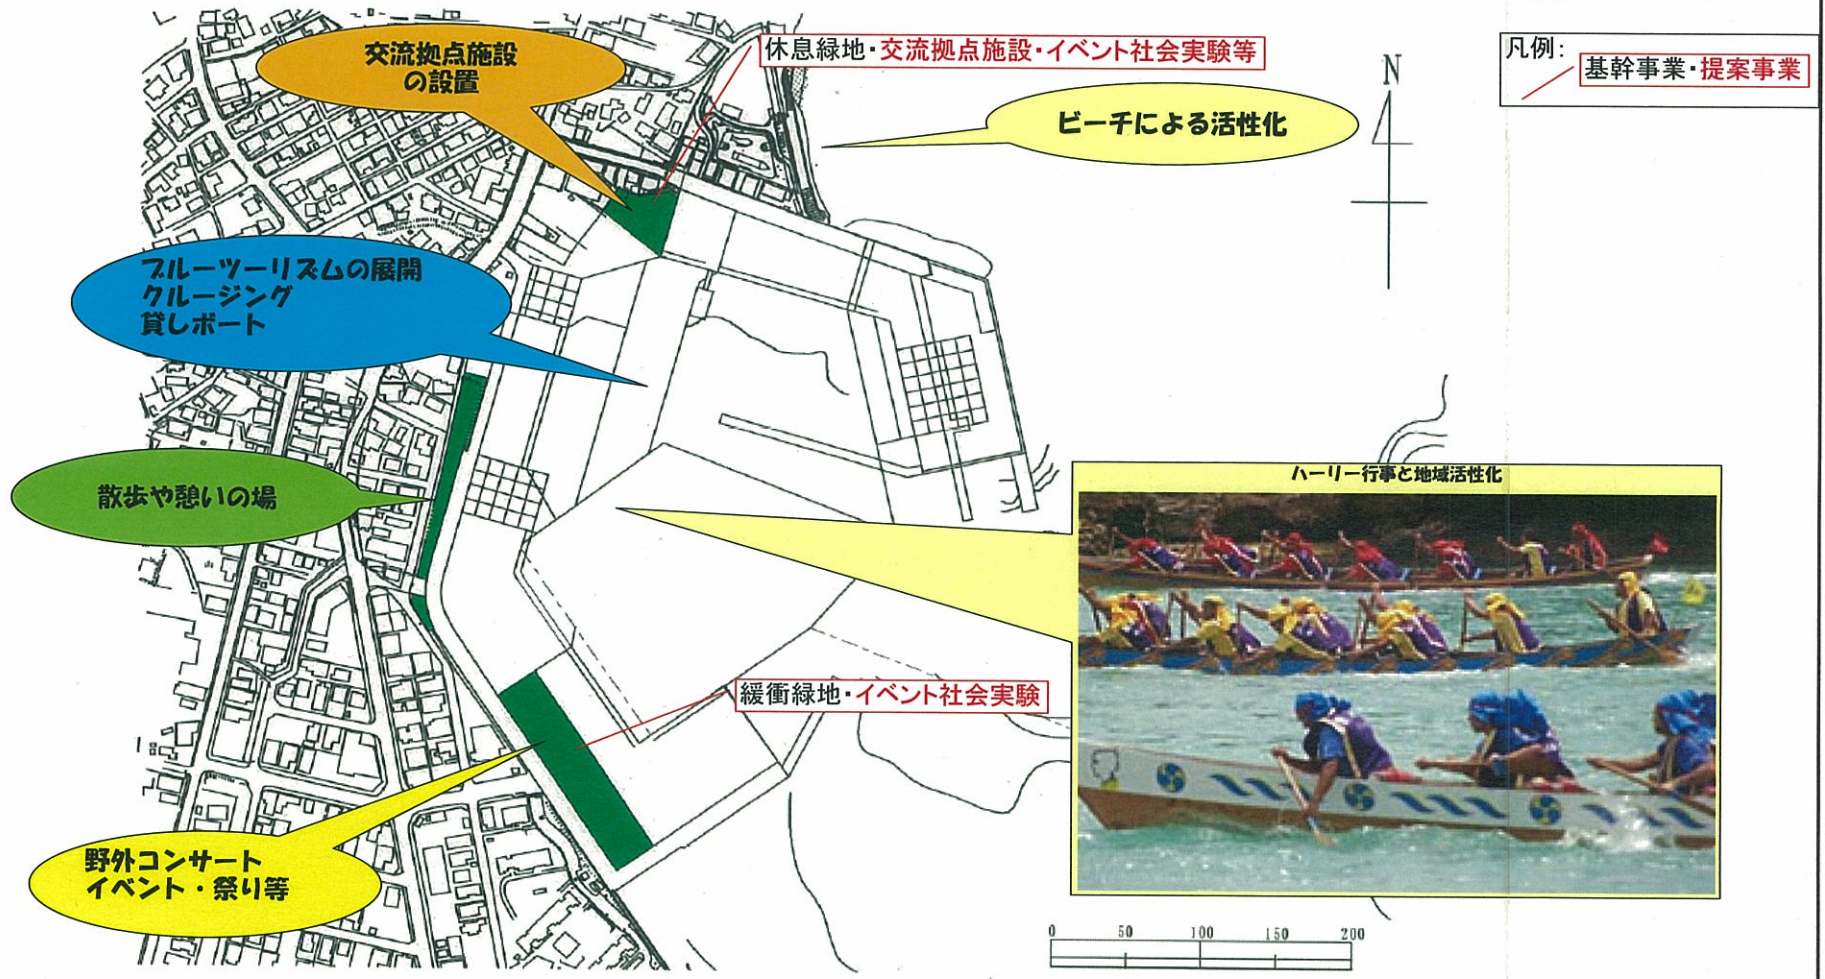 交流拠点施設
の設置
休息緑地・交流拠点施設・イベント社会実験等
凡例:
基幹事業・提案事業
N
ビーチによる活性化
ブルーツーリズムの展開
クルージング
貸しボート
散歩や憩いの場
ハーリー行事と地域活性化
緩衝緑地・イベント社会実験
野外コンサート
イベント・祭り等
0 50 100 150 200